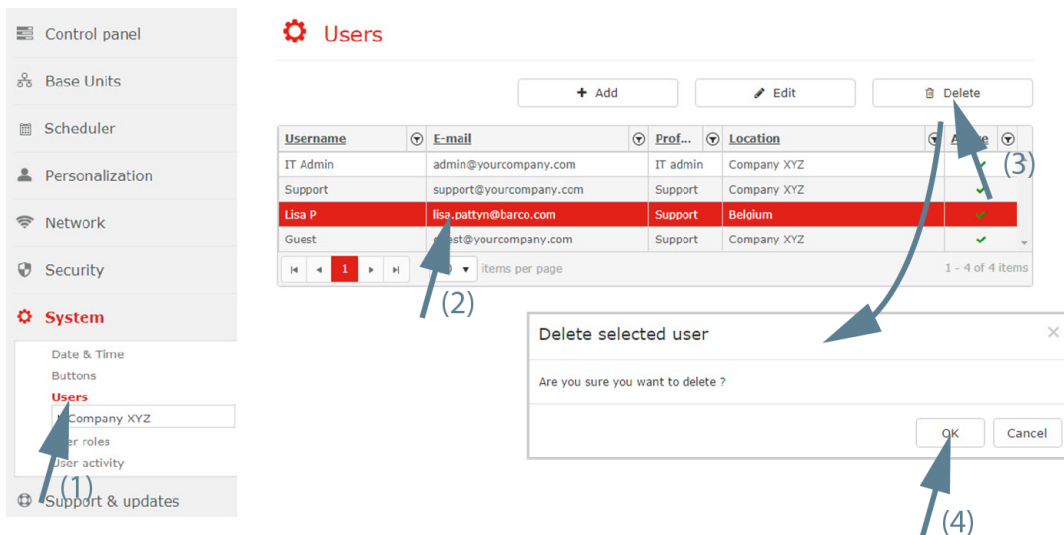 Control panel
Base Units
Scheduler
Personalization
Network
Security
System
Date & Time
Buttons
Users
Company XYZ
roles
User activity
(1)
Support & updates
Users
+ Add
Edit
Delete
Username E-mail Prof... Location
IT Admin admin@yourcompany.com IT admin Company XYZ
(3)
Support support@yourcompany.com Support Company XYZ
Lisa P lisa.pattyn@barco.com Support Belgium
Guest Support Company XYZ
1 items per page 1 - 4 of 4 items
(2)
Delete selected user ×
Are you sure you want to delete ?
OK Cancel
(4)